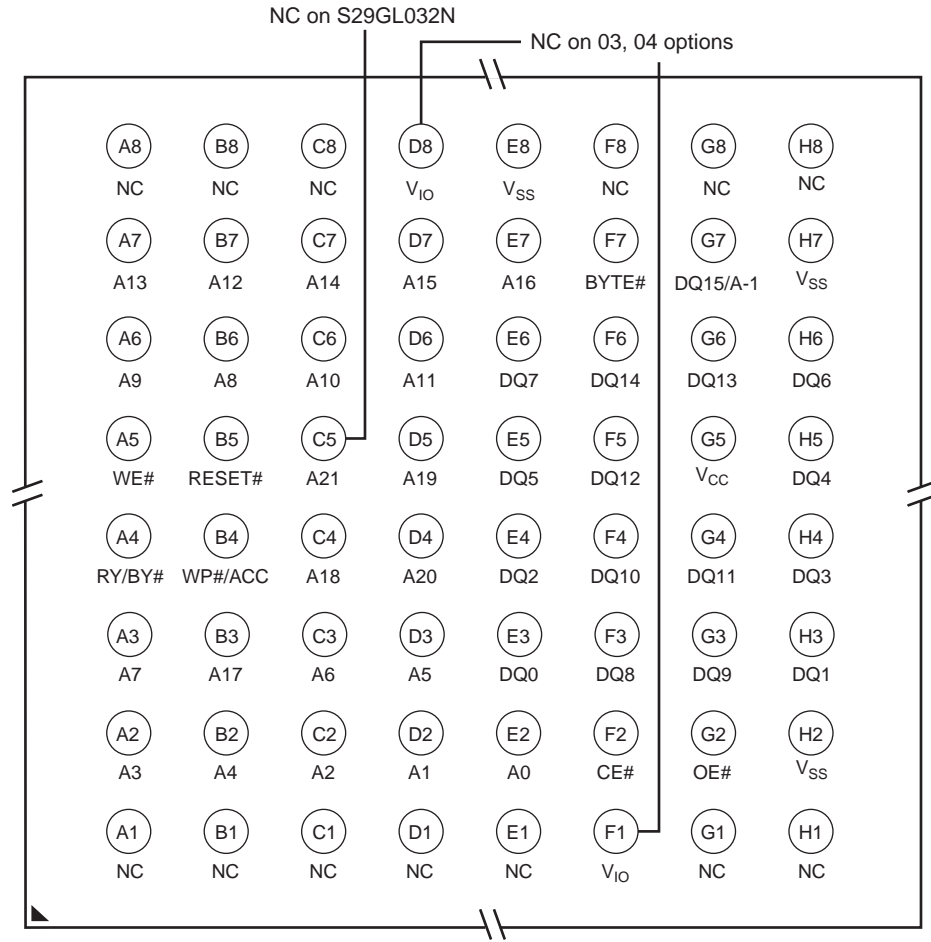 NC on S29GL032N
NC on 03, 04 options
A8 B8 C8 D8 E8 F8 G8 H8
NC NC NC VIO VSS NC NC NC
A7 B7 C7 D7 E7 F7 G7 H7
A13 A12 A14 A15 A16 BYTE# DQ15/A-1 VSS
A6 B6 C6 D6 E6 F6 G6 H6
A9 A8 A10 A11 DQ7 DQ14 DQ13 DQ6
A5 B5 C5 D5 E5 F5 G5 H5
WE# RESET# A21 A19 DQ5 DQ12 VCC DQ4
A4 B4 C4 D4 E4 F4 G4 H4
RY/BY# WP#/ACC A18 A20 DQ2 DQ10 DQ11 DQ3
A3 B3 C3 D3 E3 F3 G3 H3
A7 A17 A6 A5 DQ0 DQ8 DQ9 DQ1
A2 B2 C2 D2 E2 F2 G2 H2
A3 A4 A2 A1 A0 CE# OE# VSS
A1 B1 C1 D1 E1 F1 G1 H1
NC NC NC NC NC VIO NC NC